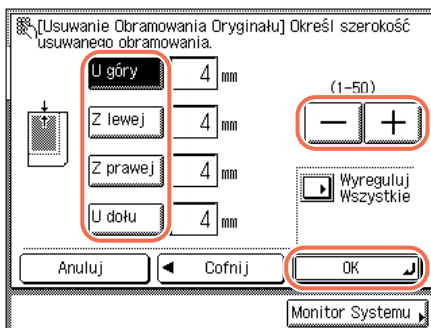 [Usuwanie Obramowania Oryginału] Określ szerokość
usuwanego obramowania.
U góry 4 mm
(1-50)
Z lewej 4 mm
− +
Z prawej 4 mm
Wyreguluj
Wszystkie
U dołu 4 mm
Anuluj ◀ Cofnij OK
Monitor Systemu